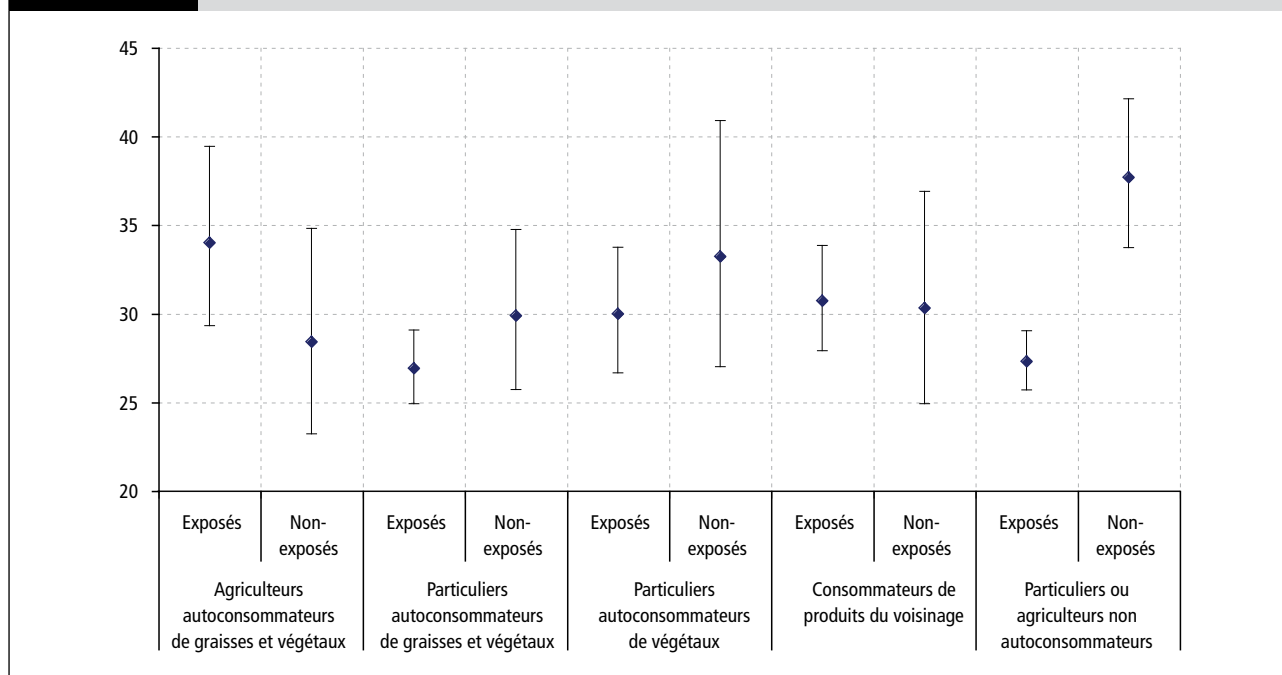 45
40
35
30
25
20
Exposés
Non-
exposés
Exposés
Non-
exposés
Exposés
Non-
exposés
Exposés
Non-
exposés
Exposés
Non-
exposés
Agriculteurs
autoconsommateurs
de graisses et végétaux
Particuliers
autoconsommateurs
de graisses et végétaux
Particuliers
autoconsommateurs
de végétaux
Consommateurs de
produits du voisinage
Particuliers ou
agriculteurs non
autoconsommateurs